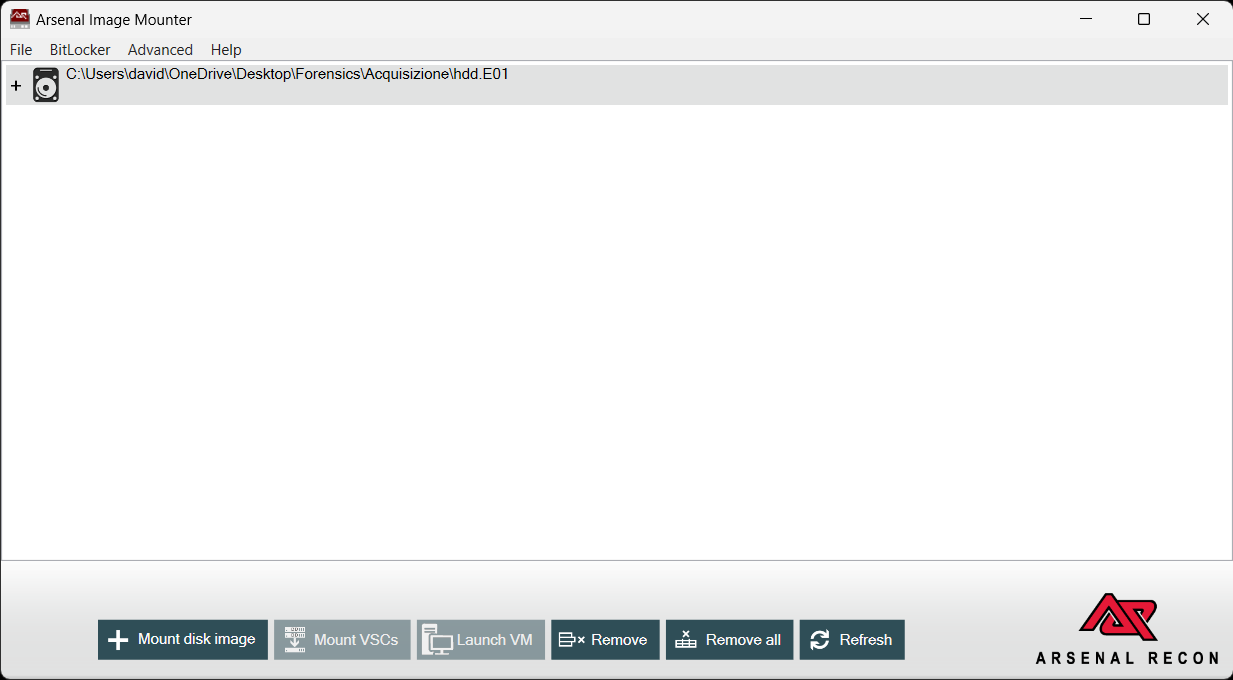 Arsenal Image Mounter
File BitLocker Advanced Help
+ C:\Users\david\OneDrive\Desktop\Forensics\Acquisizione\hdd.E01
Mount disk image Mount VSCs Launch VM Remove Remove all Refresh
ARSENAL RECON